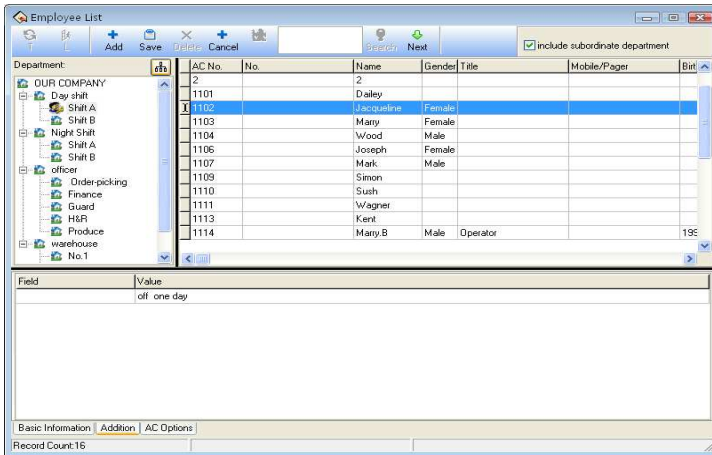 Employee List
T L Add Save Delete Cancel Search Next include subordinate department
Department:
OUR COMPANY
Day shift
Shift A
Shift B
Night Shift
Shift A
Shift B
officer
Order-picking
Finance
Guard
H&R
Produce
warehouse
No.1
AC No. No. Name Gender Title Mobile/Pager Birt
2 2
1101 Dailey
1102 Jacqueline Female
1103 Marry Female
1104 Wood Male
1106 Joseph Female
1107 Mark Male
1109 Simon
1110 Sush
1111 Wagner
1113 Kent
1114 Marry.B Male Operator 199
Field Value
off one day
Basic Information Addition AC Options
Record Count:16